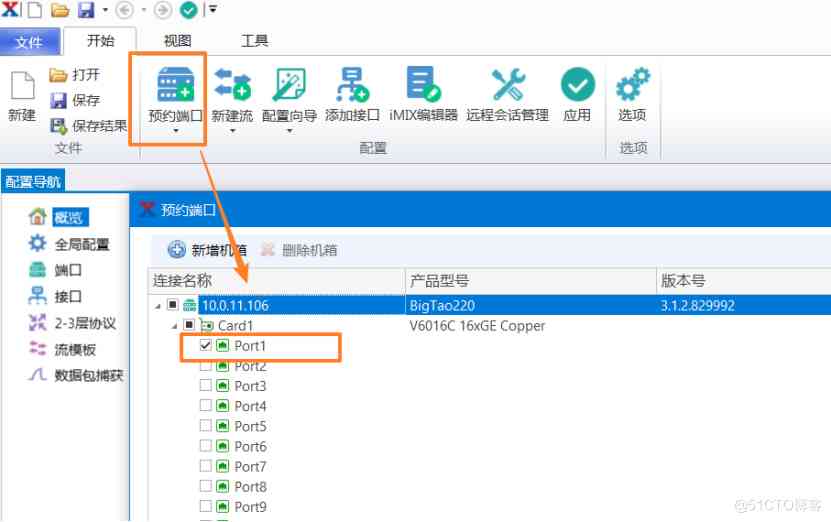 文件 开始 视图 工具
新建 打开 保存 保存结果 预约端口 新建流 配置向导 添加接口 iMIX编辑器 远程会话管理 应用 选项
文件 配置 选项
配置导航
概览
全局配置
端口
接口
2-3层协议
流模板
数据包捕获
预约端口
新增机箱 删除机箱
连接名称 产品型号 版本号
10.0.11.106 BigTao220 3.1.2.829992
Card1 V6016C 16xGE Copper
Port1
Port2
Port3
Port4
Port5
Port6
Port7
Port8
Port9
@51CTO博客